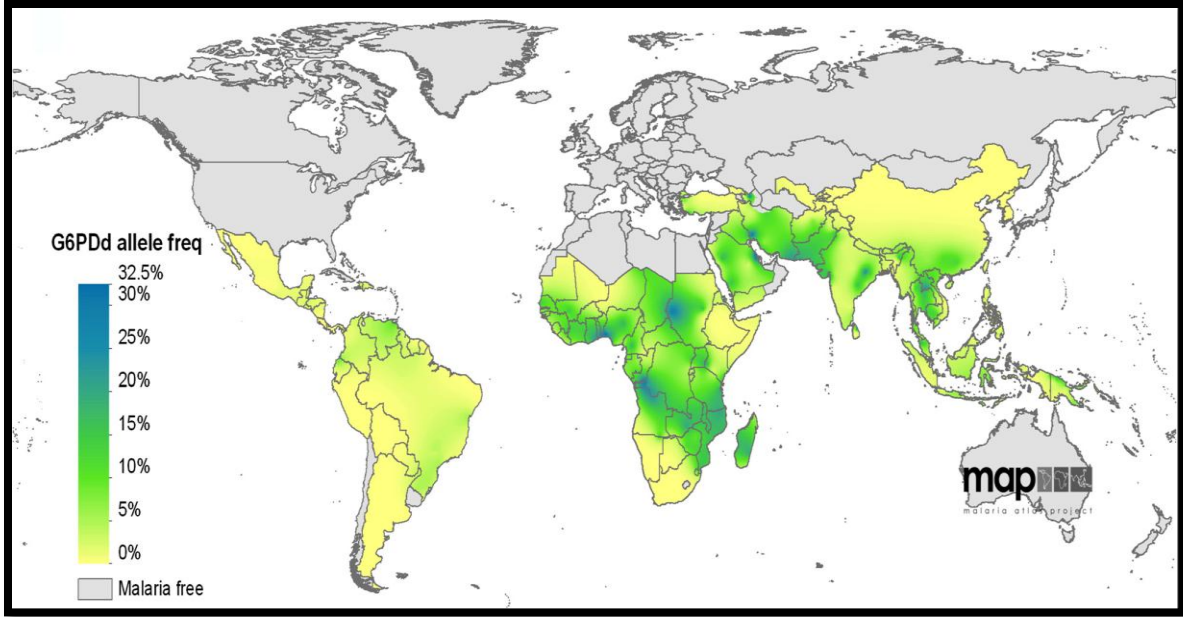 G6PDd allele freq
32.5%
30%
25%
20%
15%
10%
5%
0%
Malaria free
map
malaria atlas project